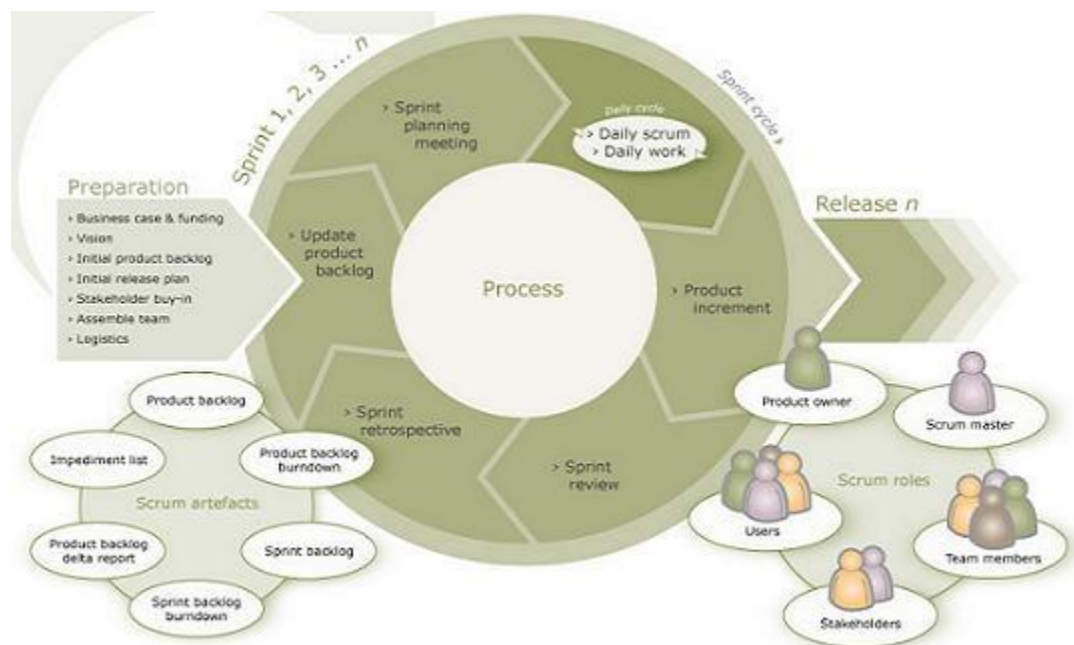 Sprint 1, 2, 3 ... n
Sprint cycle
Preparation
› Business case & funding
› Vision
› Initial product backlog
› Initial release plan
› Stakeholder buy-in
› Assemble team
› Logistics
› Sprint
planning
meeting
Daily cycle
› Daily scrum
› Daily work
› Update
product
backlog
Process
› Product
increment
› Sprint
retrospective
› Sprint
review
Release n
Product backlog
Impediment list
Product backlog
burndown
Scrum artefacts
Product backlog
delta report
Sprint backlog
Sprint backlog
burndown
Product owner
Scrum master
Scrum roles
Users
Team members
Stakeholders